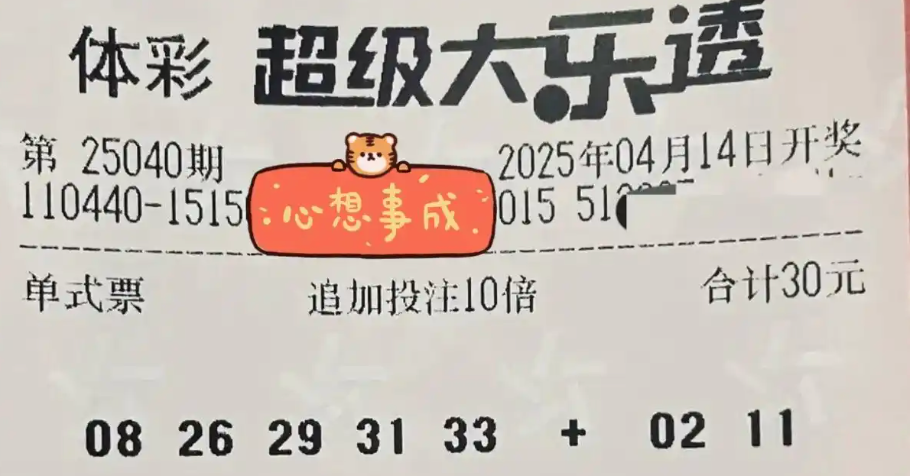 体彩 超级大乐透
第 25040期 2025年04月14日开奖
110440-1515 心想事成 015 51
单式票 追加投注10倍 合计30元
08 26 29 31 33 + 02 11